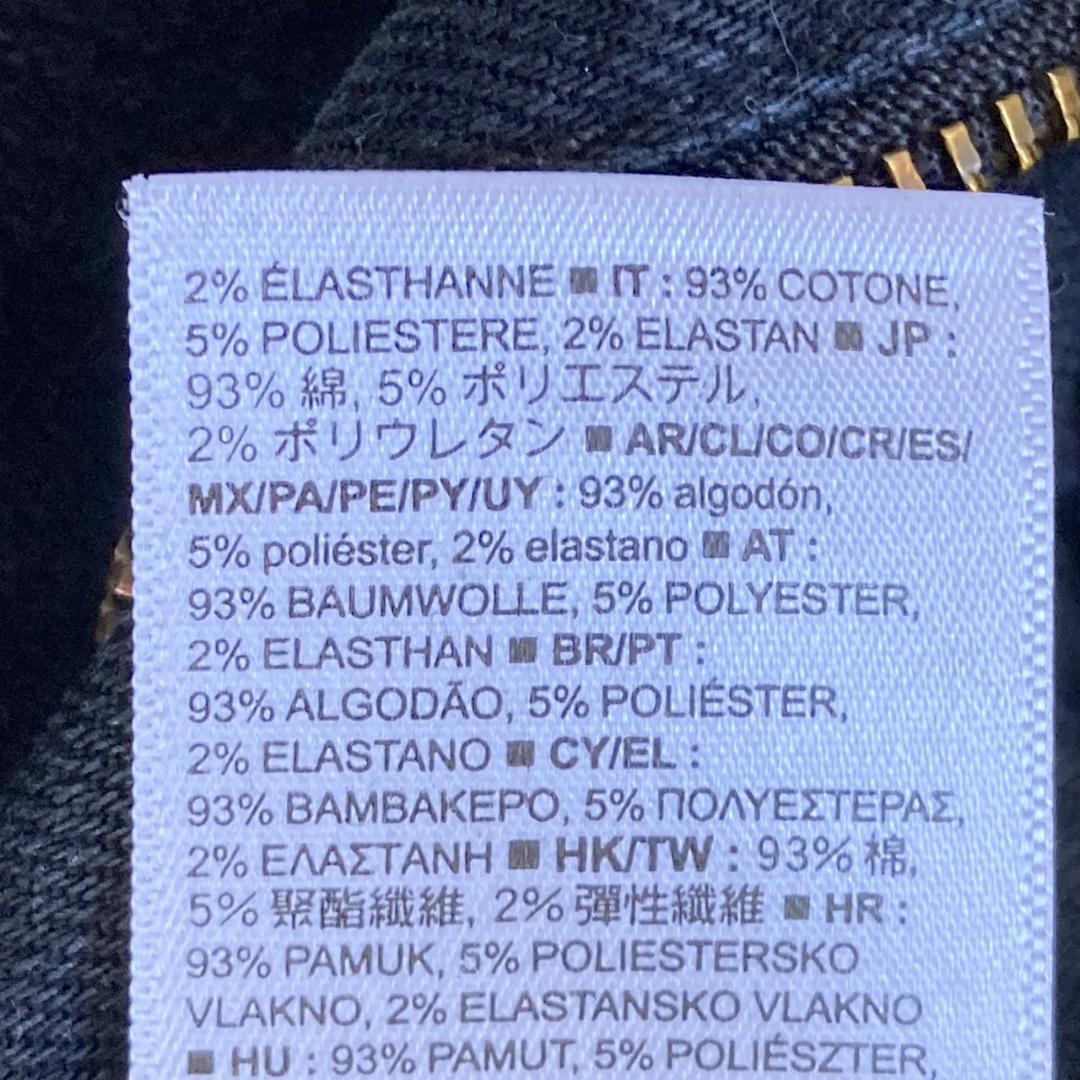 2% ÉLASTHANNE ■ IT : 93% COTONE,
5% POLIESTERE, 2% ELASTAN ■ JP :
93% 綿, 5% ポリエステル,
2% ポリウレタン ■ AR/CL/CO/CR/ES/
MX/PA/PE/PY/UY : 93% algodón,
5% poliéster, 2% elastano ■ AT :
93% BAUMWOLLE, 5% POLYESTER,
2% ELASTHAN ■ BR/PT :
93% ALGODÃO, 5% POLIÉSTER,
2% ELASTANO ■ CY/EL :
93% ΒΑΜΒΑΚΕΡΟ, 5% ΠΟΛΥΕΣΤΕΡΑΣ,
2% ΕΛΑΣΤΑΝΗ ■ HK/TW : 93% 棉,
5% 聚酯纖維, 2% 彈性纖維 ■ HR :
93% PAMUK, 5% POLIESTERSKO
VLAKNO, 2% ELASTANSKO VLAKNO
■ HU : 93% PAMUT, 5% POLIÉSZTER,